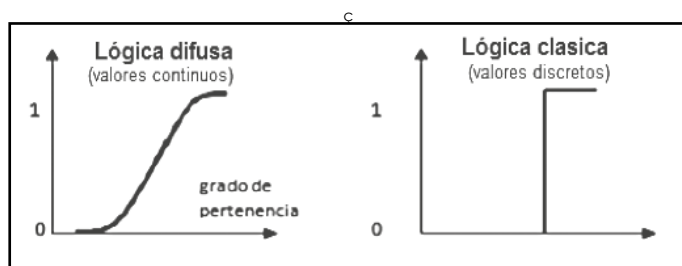 c
Lógica difusa
(valores continuos)
1
grado de
pertenencia
0
Lógica clasica
(valores discretos)
1
0